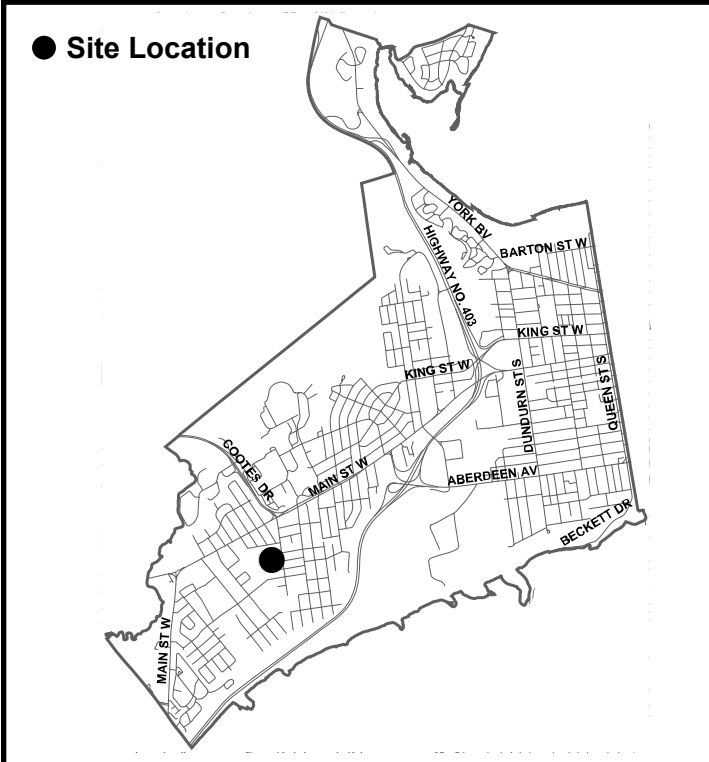 Site Location
YORK BV
BARTON ST W
HIGHWAY NO. 403
KING ST W
KING ST W
DUNDURN ST S
QUEEN ST S
COOTES DR
MAIN ST W
ABERDEEN AV
BECKETT DR
MAIN ST W